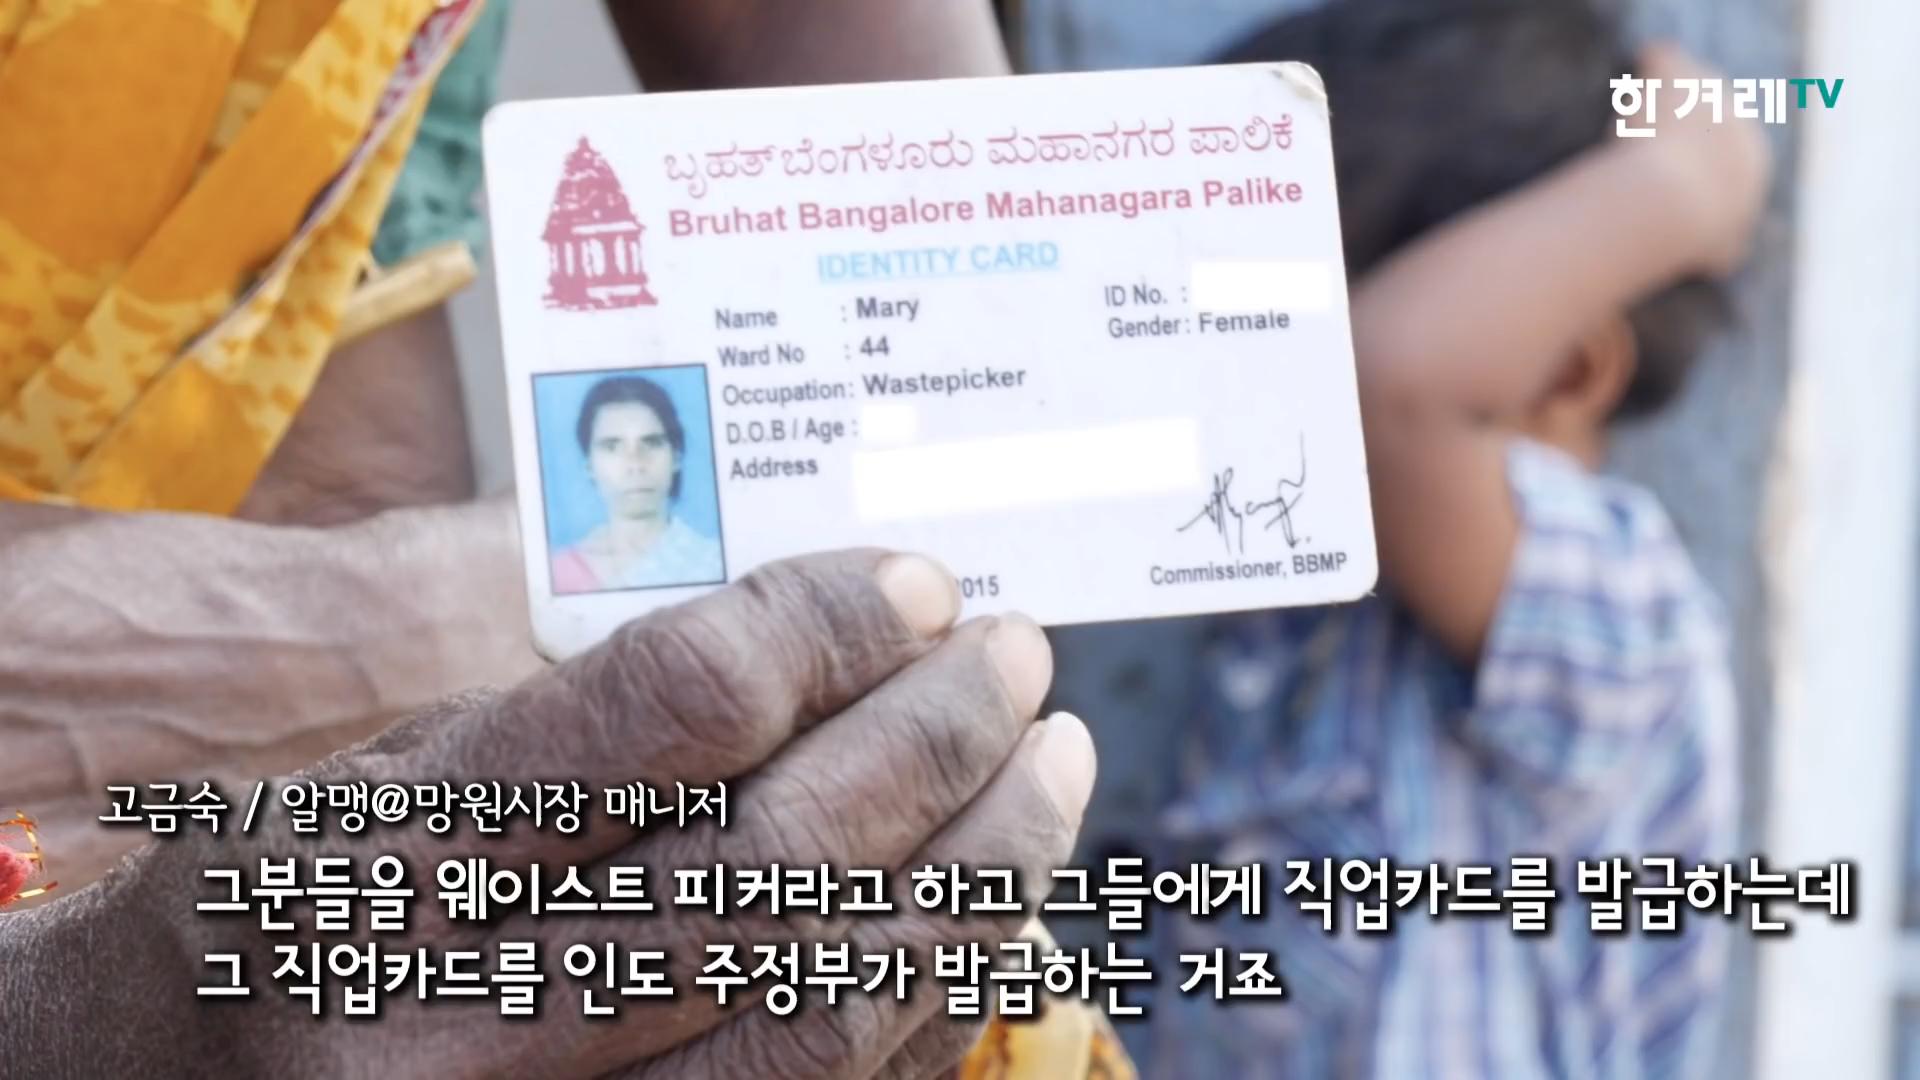 한겨레TV
ಬೃಹತ್ ಬೆಂಗಳೂರು ಮಹಾನಗರ ಪಾಲಿಕೆ
Bruhat Bangalore Mahanagara Palike
IDENTITY CARD
Name : Mary
ID No. :
Ward No : 44
Gender : Female
Occupation : Wastepicker
D.O.B / Age :
Address
Commissioner, BBMP
고금숙 / 알맹@망원시장 매니저
그분들을 웨이스트 피커라고 하고 그들에게 직업카드를 발급하는데
그 직업카드를 인도 주정부가 발급하는 거죠